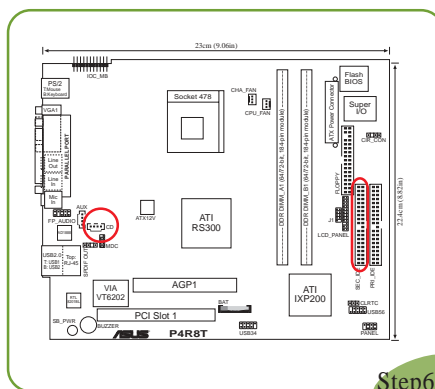 23cm (9.06in)
IOC_MB
PS/2
T:Mouse
B:Keyboard
VGA1
PARALLEL PORT
Line
Out
Line
In
Mic
In
Socket 478
CHA_FAN
CPU_FAN
DDR DIMM_A1 (64/72-bit, 184-pin module)
DDR DIMM_B1 (64/72-bit, 184-pin module)
ATX Power Connector
Flash
BIOS
Super
I/O
CIR_CON
22.4cm (8.82in)
FLOPPY
J1
LCD_PANEL
SEC_IDE
PRI_IDE
AUX
FP_AUDIO
CD
MDC
SPDIF OUT
ATX12V
ATI
RS300
USB2.0
T: USB1
B: USB2
Top:
RJ-45
VIA
VT6202
AGP1
ATI
IXP200
PCI Slot 1
BAT
CLRTC
USB56
SB_PWR
BUZZER
ASUS
P4R8T
USB34
PANEL
Step6